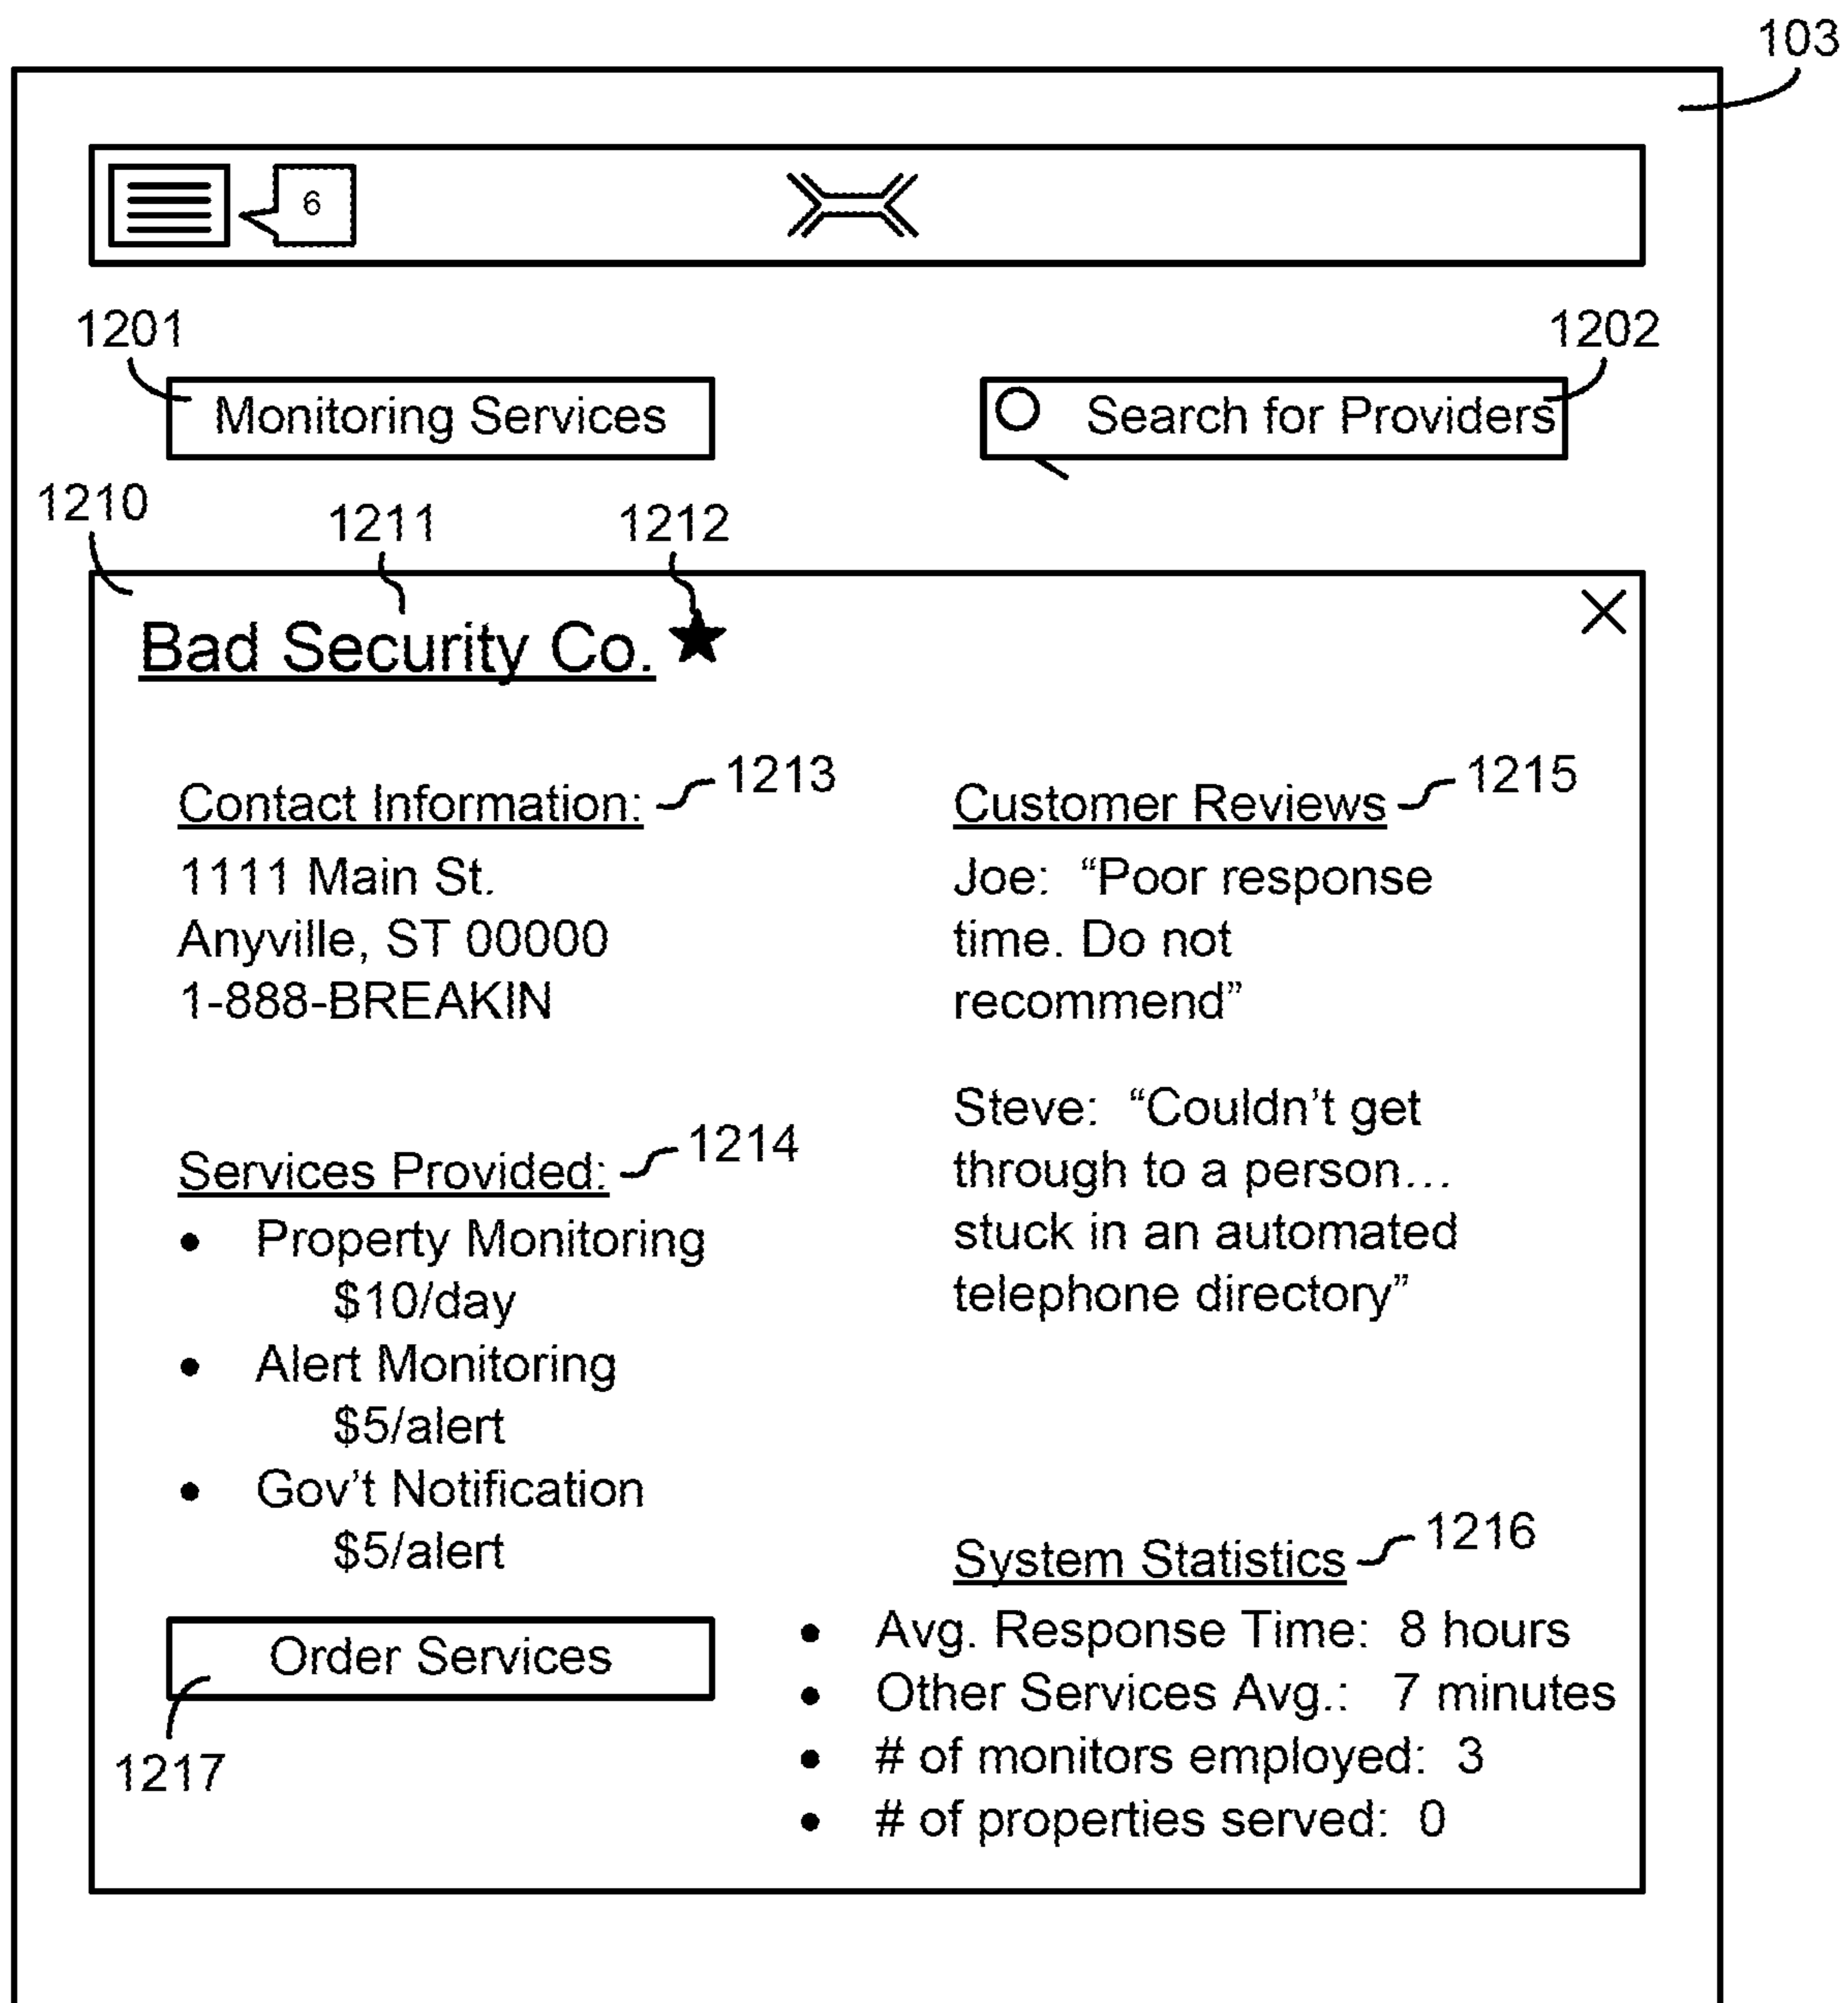 103
6
1201
1202
Monitoring Services
Search for Providers
1210
1211
1212
Bad Security Co.
Contact Information:
1213
1111 Main St.
Anyville, ST 00000
1-888-BREAKIN
Services Provided:
1214
• Property Monitoring
$10/day
• Alert Monitoring
$5/alert
• Gov't Notification
$5/alert
Order Services
1217
Customer Reviews
1215
Joe: “Poor response
time. Do not
recommend”
Steve: “Couldn't get
through to a person…
stuck in an automated
telephone directory”
System Statistics
1216
• Avg. Response Time: 8 hours
• Other Services Avg.: 7 minutes
• # of monitors employed: 3
• # of properties served: 0